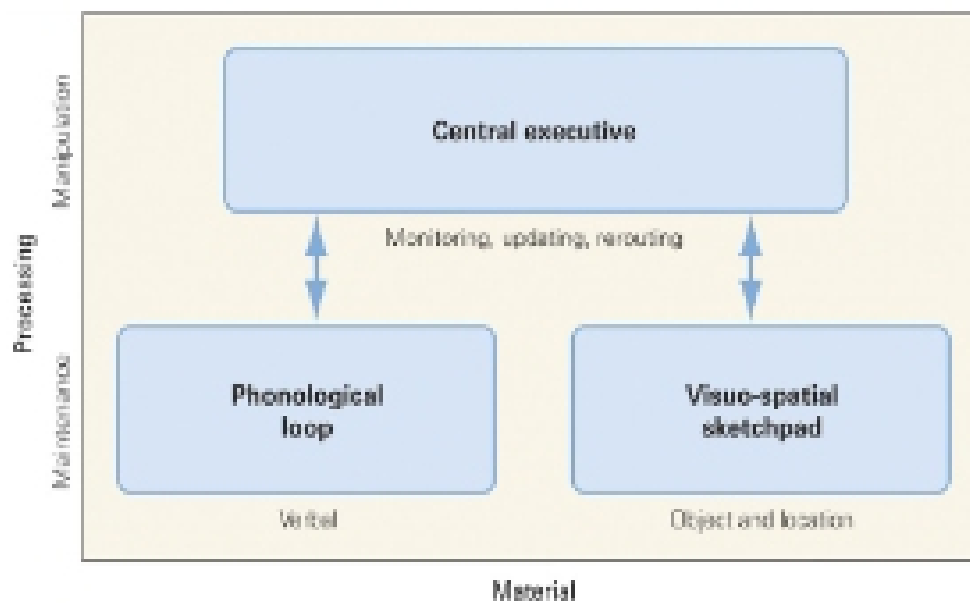 Manipulation
Central executive
Monitoring, updating, rerouting
Processing
Maintenance
Phonological
loop
Visuo-spatial
sketchpad
Verbal
Object and location
Material